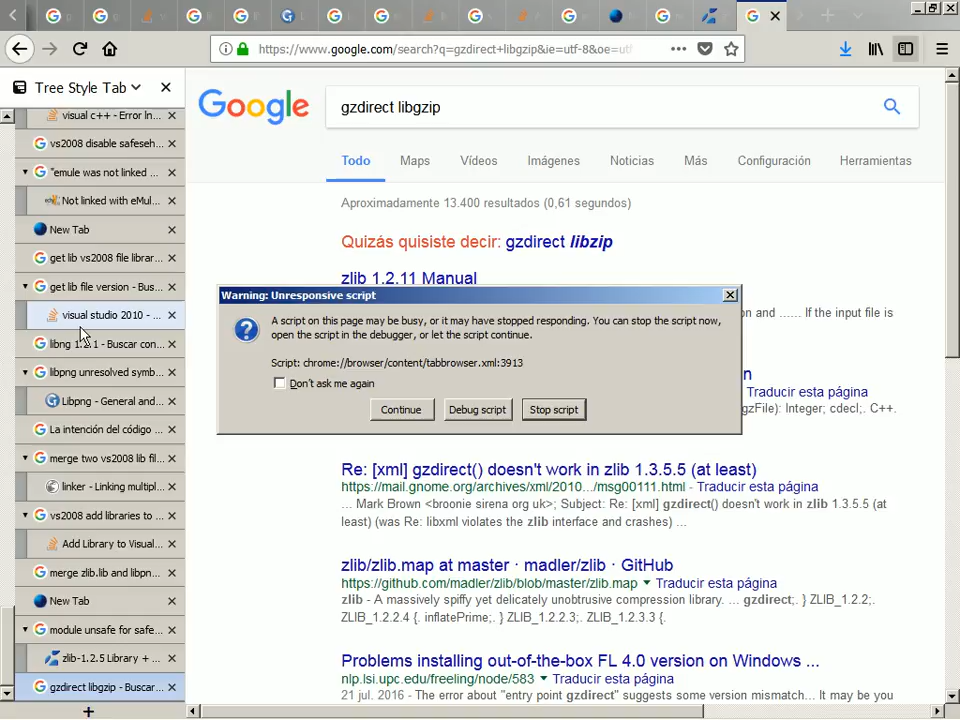 https://www.google.com/search?q=gzdirect+libgzip&ie=utf-8&oe=ut
Tree Style Tab
visual c++ - Error ln...
vs2008 disable safeseh...
"emule was not linked ...
Not linked with eMul...
New Tab
get lib vs2008 file librar...
get lib file version - Bus...
visual studio 2010 - ...
libng 1.2.1 - Buscar con...
libpng unresolved symb...
Libpng - General and...
La intención del código ...
merge two vs2008 lib fil...
linker - Linking multipl...
vs2008 add libraries to ...
Add Library to Visual...
merge zlib.lib and libpn...
New Tab
module unsafe for safe...
zlib-1.2.5 Library + ...
gzdirect libgzip - Buscar...
Google
gzdirect libgzip
Todo Maps Vídeos Imágenes Noticias Más Configuración Herramientas
Aproximadamente 13.400 resultados (0,61 segundos)
Quizás quisiste decir: gzdirect libzip
zlib 1.2.11 Manual
...... If the input file is
Warning: Unresponsive script
A script on this page may be busy, or it may have stopped responding. You can stop the script now,
open the script in the debugger, or let the script continue.
Script: chrome://browser/content/tabbrowser.xml:3913
Don't ask me again
Continue Debug script Stop script
n
Traducir esta página
gzFile): Integer; cdecl;. C++.
Re: [xml] gzdirect() doesn't work in zlib 1.3.5.5 (at least)
https://mail.gnome.org/archives/xml/2010.../msg00111.html - Traducir esta página
... Mark Brown <broonie sirena org uk>; Subject: Re: [xml] gzdirect() doesn't work in zlib 1.3.5.5 (at
least) (was Re: libxml violates the zlib interface and crashes) ...
zlib/zlib.map at master · madler/zlib · GitHub
https://github.com/madler/zlib/blob/master/zlib.map Traducir esta página
zlib - A massively spiffy yet delicately unobtrusive compression library. ... gzdirect;. } ZLIB_1.2.2;.
ZLIB_1.2.2.4 {. inflatePrime;. } ZLIB_1.2.2.3;. ZLIB_1.2.3.3 {.
Problems installing out-of-the-box FL 4.0 version on Windows ...
nlp.lsi.upc.edu/freeling/node/583 Traducir esta página
21 jul. 2016 - The error about "entry point gzdirect" suggests some version mismatch... It may be you